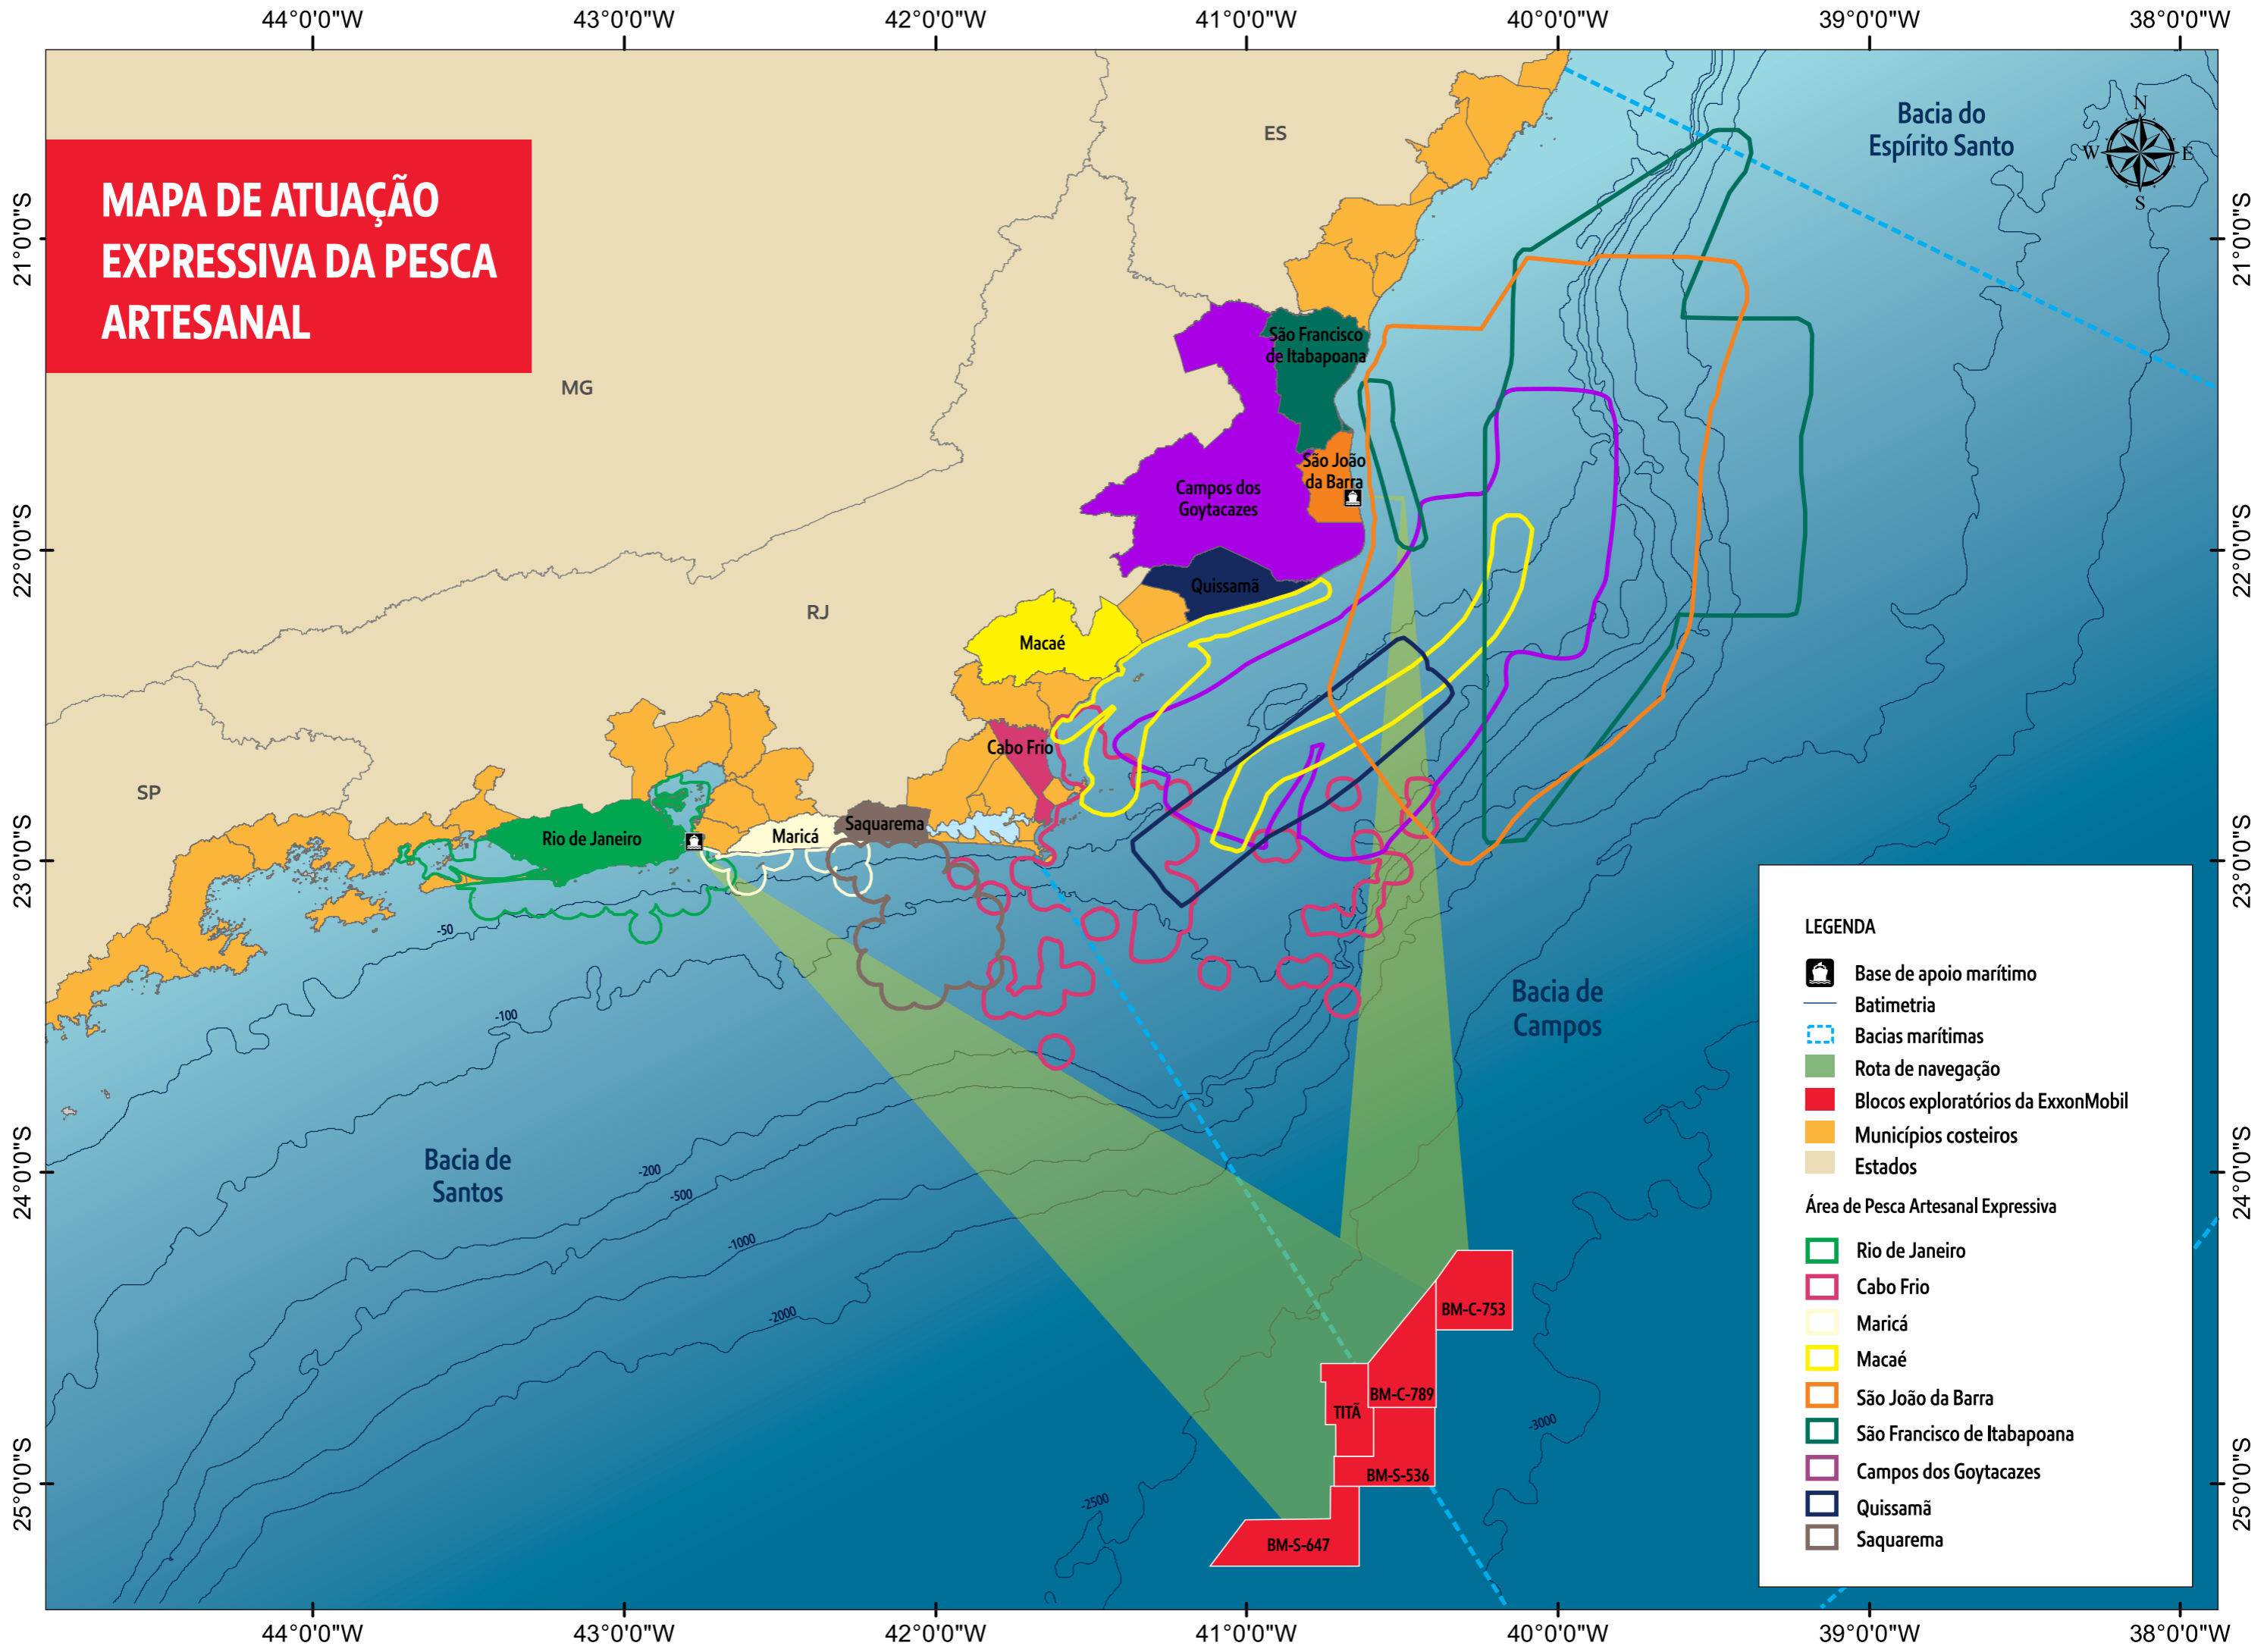 44°0'0"W
43°0'0"W
42°0'0"W
41°0'0"W
40°0'0"W
39°0'0"W
38°0'0"W
MAPA DE ATUAÇÃO
EXPRESSIVA DA PESCA
ARTESANAL
21°0'0"S
22°0'0"S
23°0'0"S
24°0'0"S
25°0'0"S
ES
MG
RJ
SP
Bacia do
Espírito Santo
N
W
E
S
São Francisco
de Itabapoana
São João
da Barra
Campos dos
Goytacazes
Quissamã
Macaé
Cabo Frio
Rio de Janeiro
Maricá
Saquarema
-50
-100
-200
-500
-1000
-2000
-2500
-3000
Bacia de
Santos
Bacia de
Campos
BM-C-753
BM-C-789
TITÃ
BM-S-536
BM-S-647
LEGENDA
Base de apoio marítimo
Batimetria
Bacias marítimas
Rota de navegação
Blocos exploratórios da ExxonMobil
Municípios costeiros
Estados
Área de Pesca Artesanal Expressiva
Rio de Janeiro
Cabo Frio
Maricá
Macaé
São João da Barra
São Francisco de Itabapoana
Campos dos Goytacazes
Quissamã
Saquarema
21°0'0"S
22°0'0"S
23°0'0"S
24°0'0"S
25°0'0"S
44°0'0"W
43°0'0"W
42°0'0"W
41°0'0"W
40°0'0"W
39°0'0"W
38°0'0"W